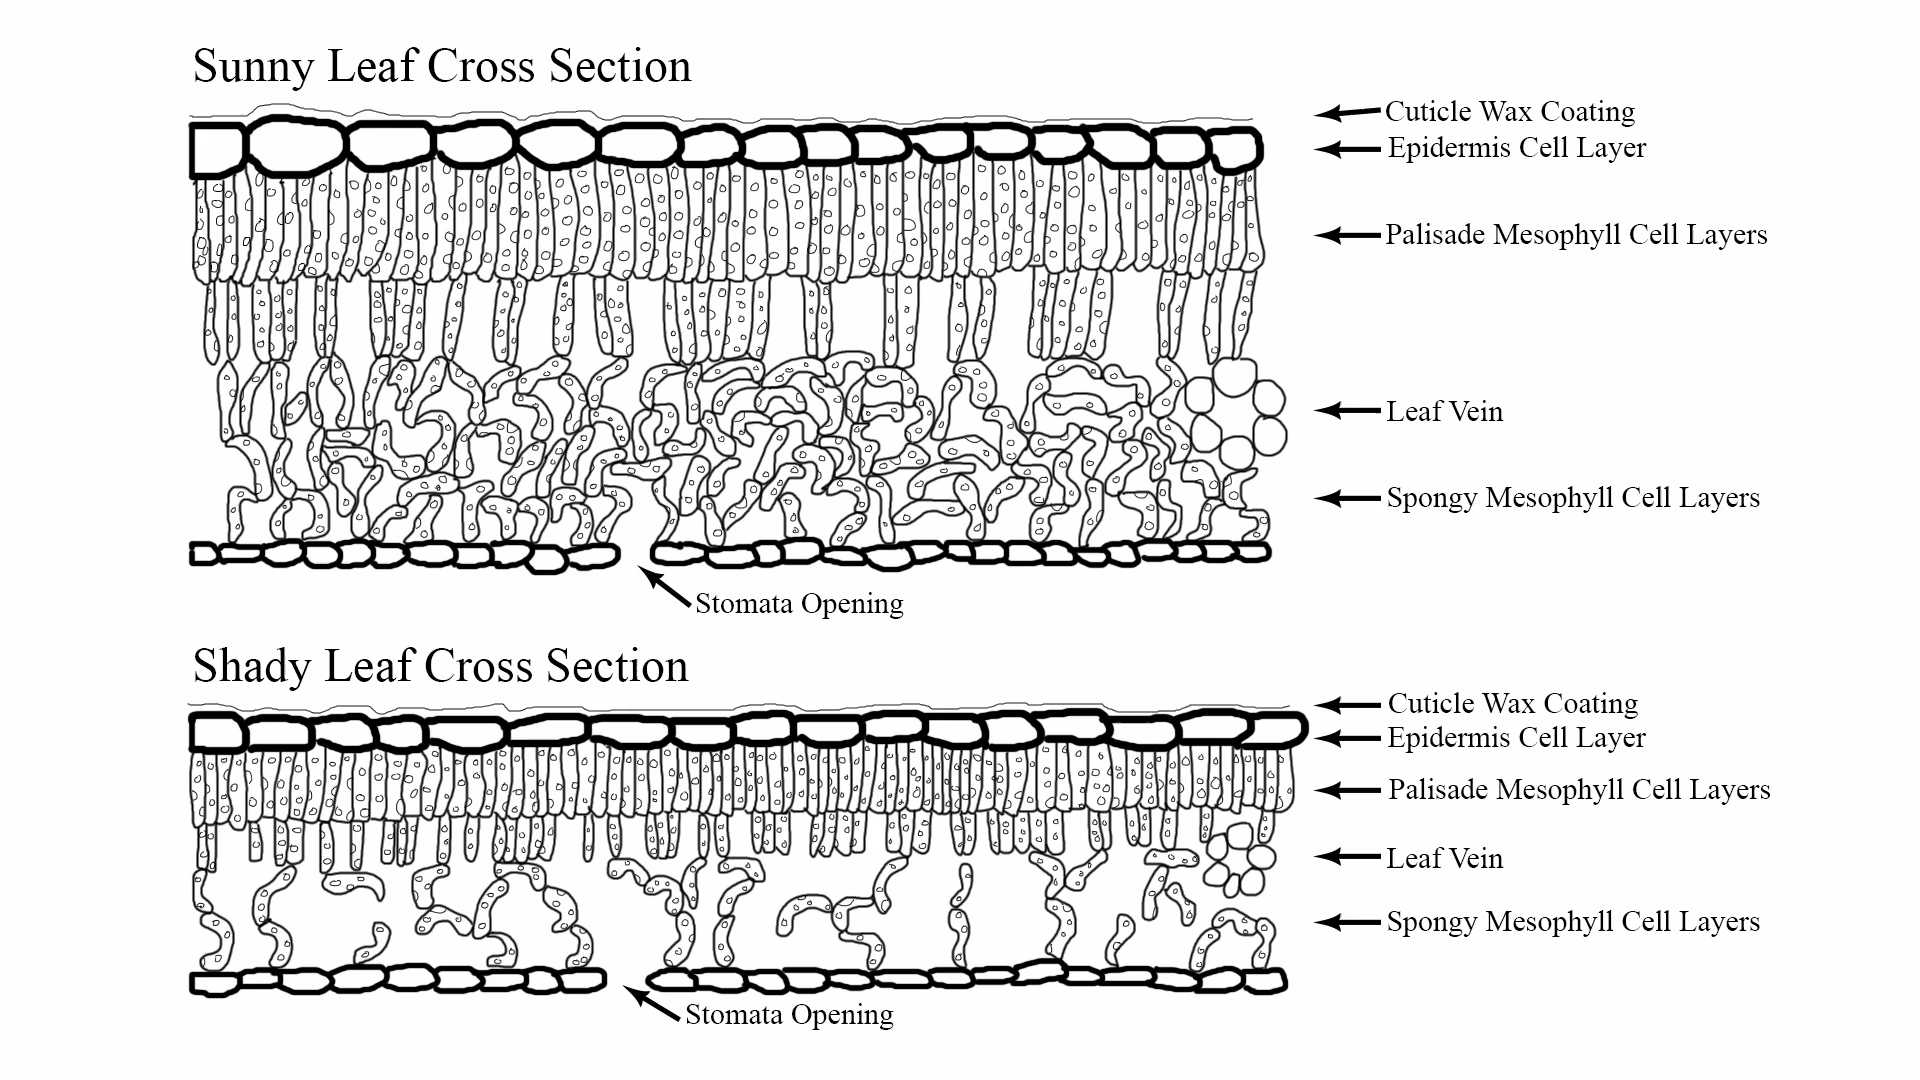 Sunny Leaf Cross Section
Cuticle Wax Coating
Epidermis Cell Layer
Palisade Mesophyll Cell Layers
Leaf Vein
Spongy Mesophyll Cell Layers
Stomata Opening
Shady Leaf Cross Section
Cuticle Wax Coating
Epidermis Cell Layer
Palisade Mesophyll Cell Layers
Leaf Vein
Spongy Mesophyll Cell Layers
Stomata Opening